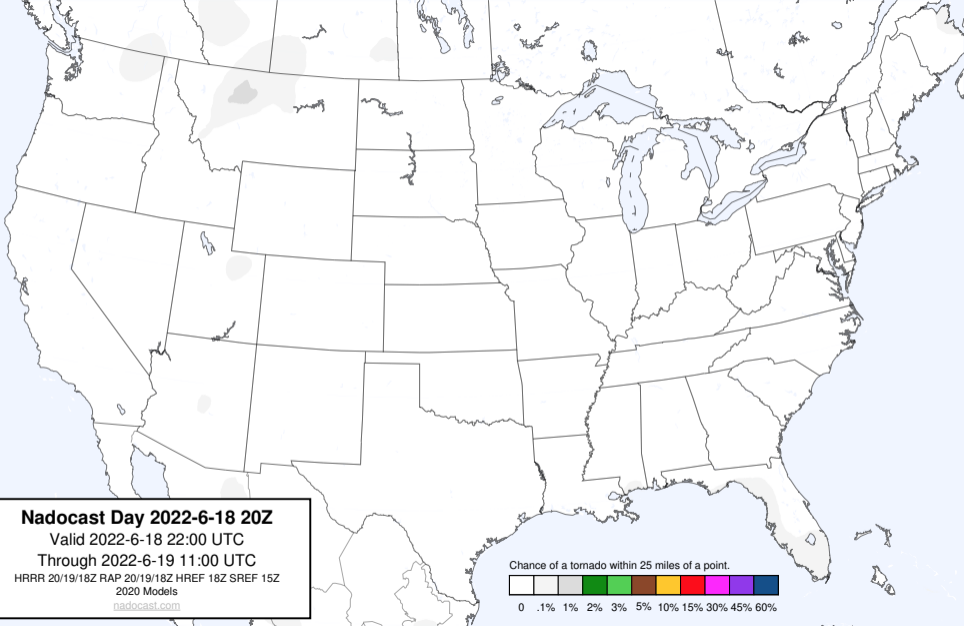 Nadocast Day 2022-6-18 20Z
Valid 2022-6-18 22:00 UTC
Through 2022-6-19 11:00 UTC
HRRR 20/19/18Z RAP 20/19/18Z HREF 18Z SREF 15Z
2020 Models
nadocast.com
Chance of a tornado within 25 miles of a point.
0 .1% 1% 2% 3% 5% 10% 15% 30% 45% 60%